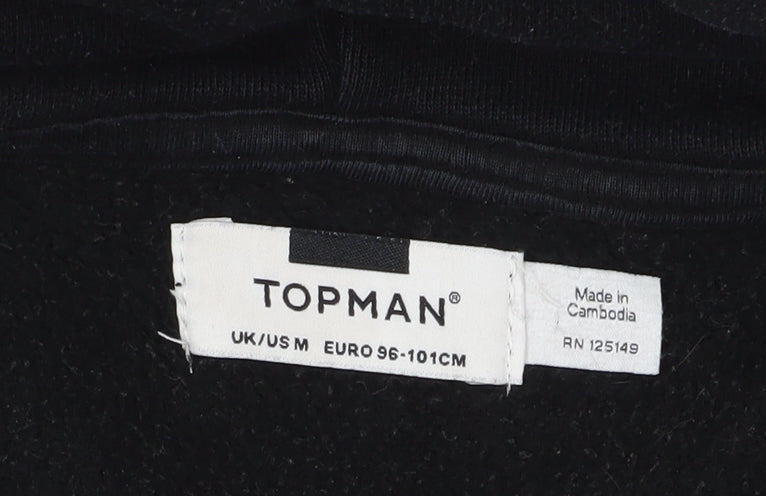 TOPMAN®
UK/US M EURO 96-101CM
Made in
Cambodia
RN 125149